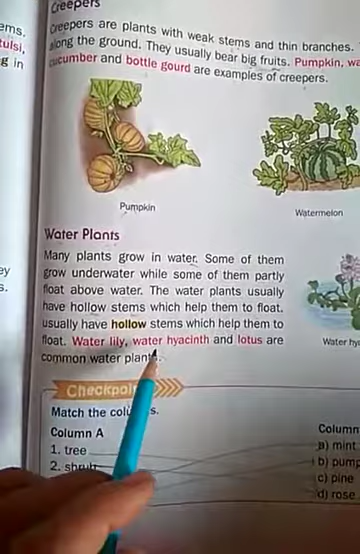 Creepers
ems.
Creepers are plants with weak stems and thin branches.
tulsi,
along the ground. They usually bear big fruits. Pumpkin, wa
g in
cucumber and bottle gourd are examples of creepers.
Pumpkin
Watermelon
Water Plants
Many plants grow in water. Some of them
ey
grow underwater while some of them partly
s.
float above water. The water plants usually
have hollow stems which help them to float.
usually have hollow stems which help them to
float. Water lily, water hyacinth and lotus are
Water hy
common water plants.
Checkpoi
Match the colu s.
Column A
Column
1. tree
a) mint
2. shrub
b) pump
c) pine
d) rose